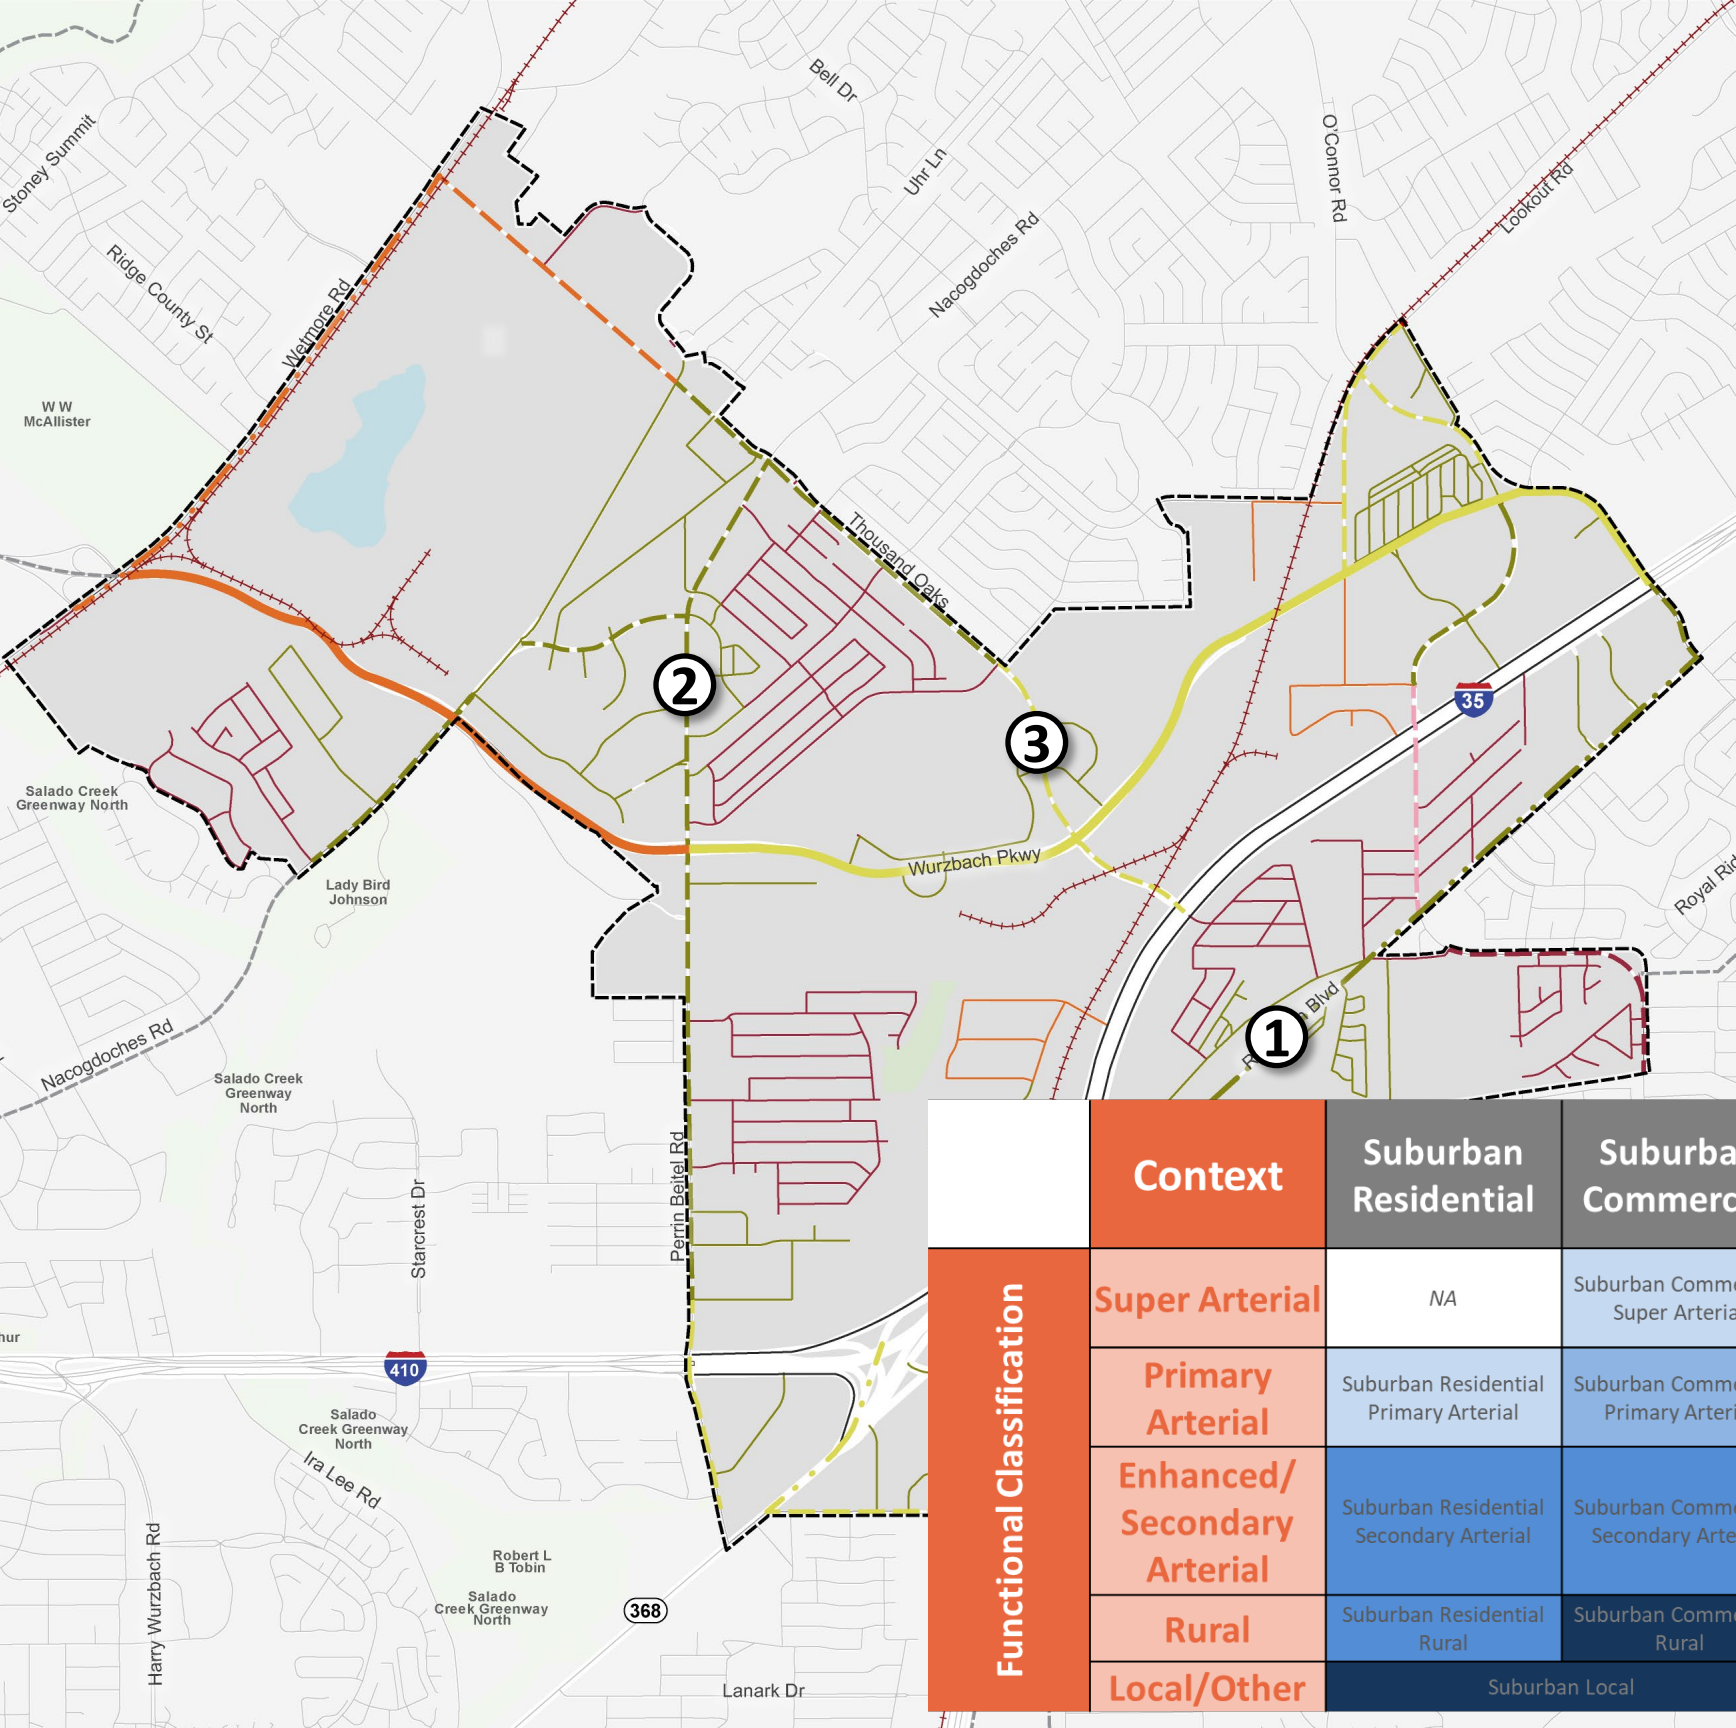 Bell Dr
Stoney Summit
O'Connor Rd
Uhr Ln
Lookout Rd
Nacogdoches Rd
Ridge County St
Wetmore Rd
W W
McAllister
Thousand Oaks
2
35
3
Salado Creek
Greenway North
Wurzbach Pkwy
Lady Bird
Johnson
Royal
Blvd
1
Nacogdoches Rd
Salado Creek
Greenway
North
Perrin Beitel Rd
Starcrest Dr
410
Salado
Creek Greenway
North
Ira Lee Rd
Harry Wurzbach Rd
Robert L
B Tobin
Salado
Creek Greenway
North
368
Lanark Dr
Context
Suburban
Residential
Suburba
Commerc
Functional Classification
Super Arterial
NA
Suburban Comme
Super Arteria
Primary
Arterial
Suburban Residential
Primary Arterial
Suburban Comme
Primary Arteri
Enhanced/
Secondary
Arterial
Suburban Residential
Secondary Arterial
Suburban Comme
Secondary Arte
Rural
Suburban Residential
Rural
Suburban Comme
Rural
Local/Other
Suburban Local